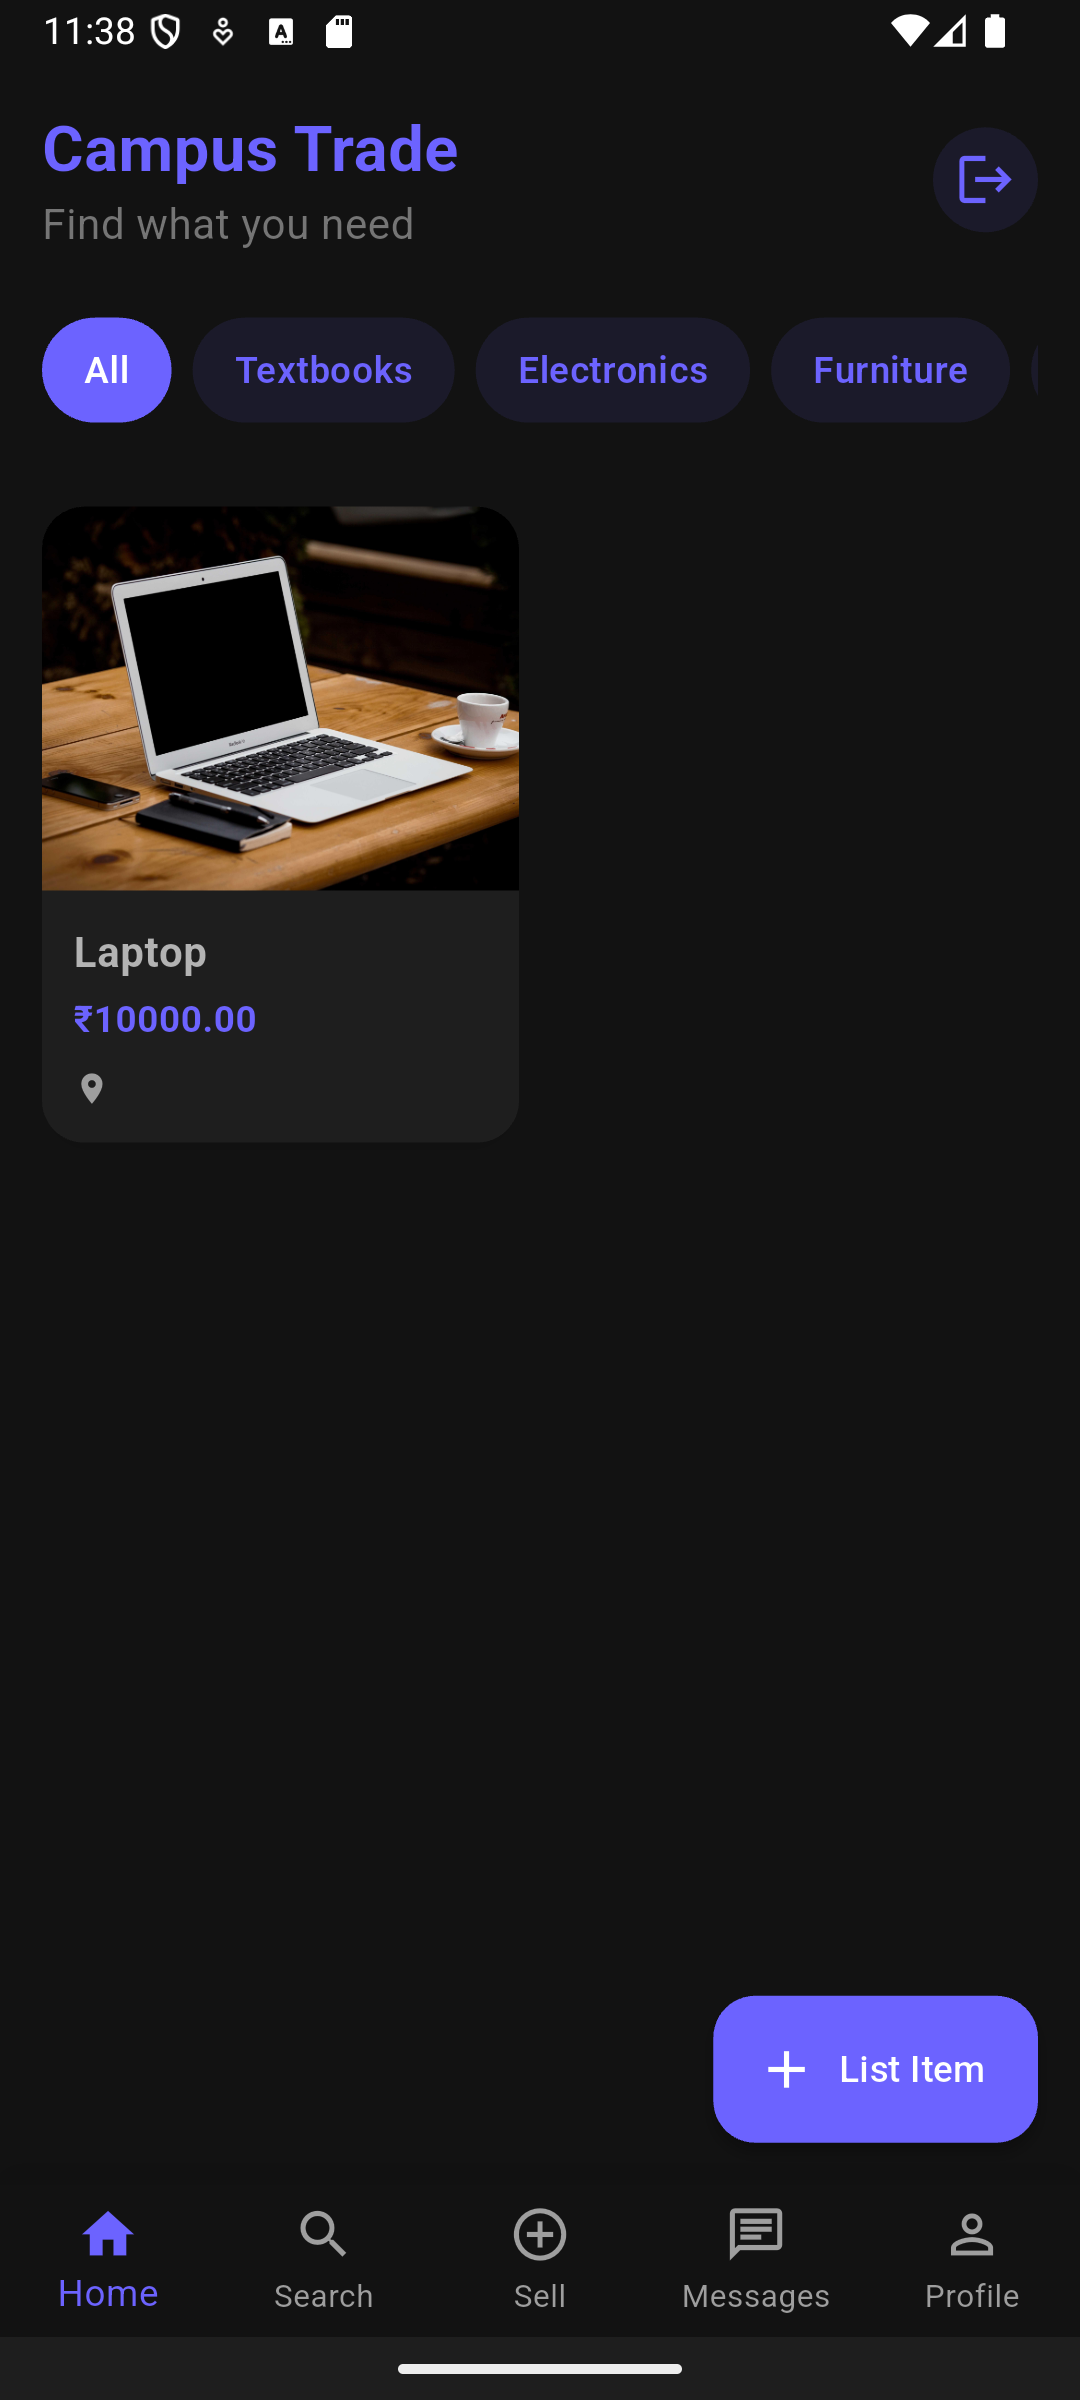 11:38
Campus Trade
Find what you need
All Textbooks Electronics Furniture
Laptop
₹10000.00
List Item
Home Search Sell Messages Profile